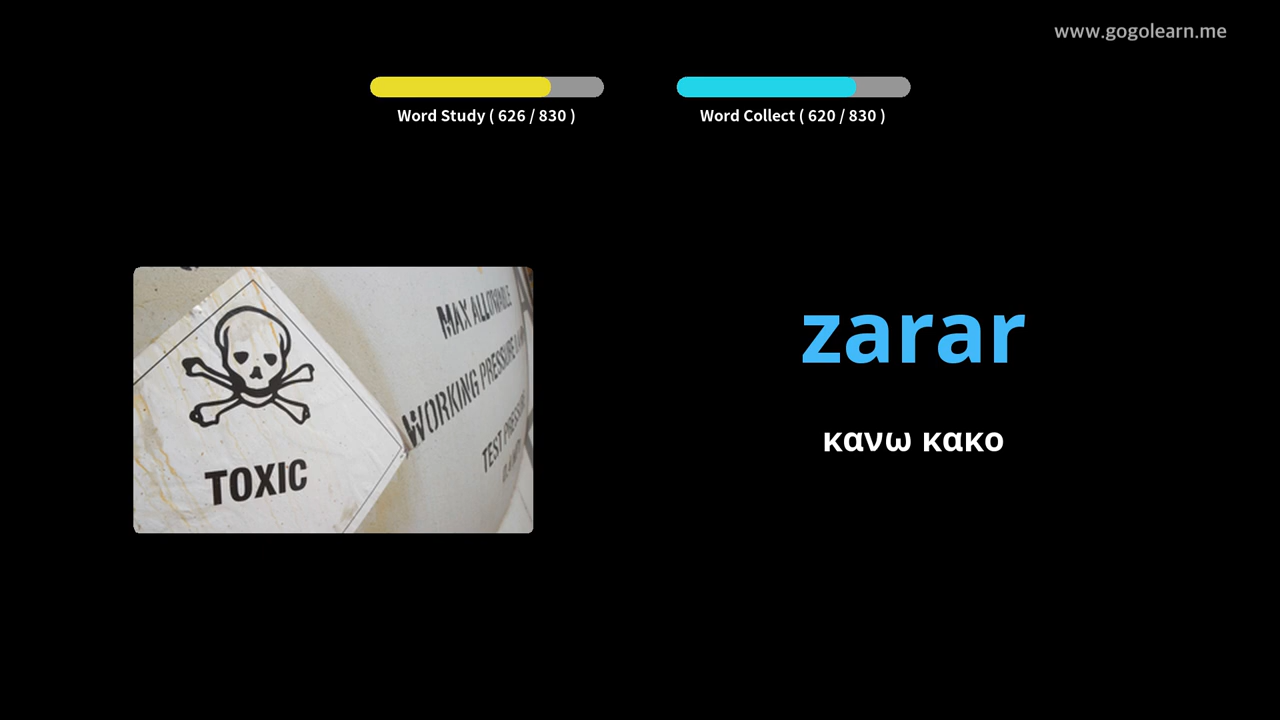 www.gogolearn.me
Word Study ( 626 / 830 )
Word Collect ( 620 / 830 )
MAX ALLOWABLE
WORKING PRESSURE
TEST
TOXIC
zarar
κανω κακο